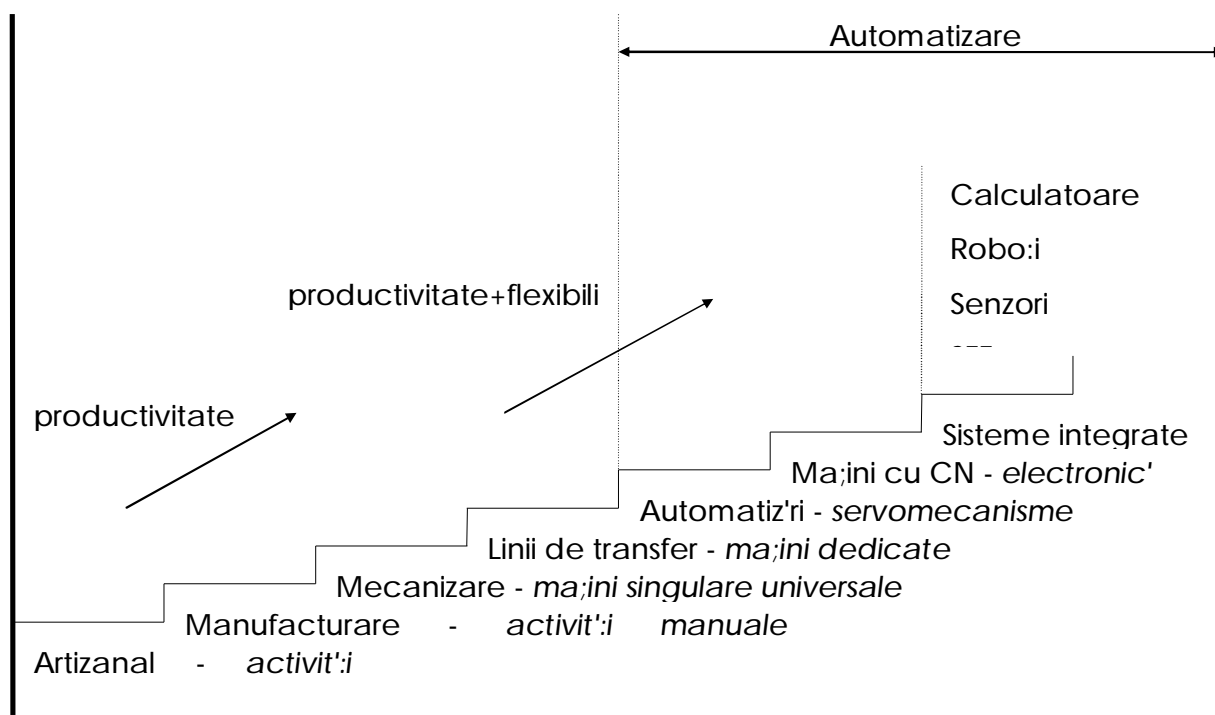 Automatizare
Calculatoare
Robo:i
Senzori
productivitate+flexibili
productivitate
Sisteme integrate
Ma;ini cu CN - electronic'
Automatiz'ri - servomecanisme
Linii de transfer - ma;ini dedicate
Mecanizare - ma;ini singulare universale
Manufacturare - activit':i manuale
Artizanal - activit':i